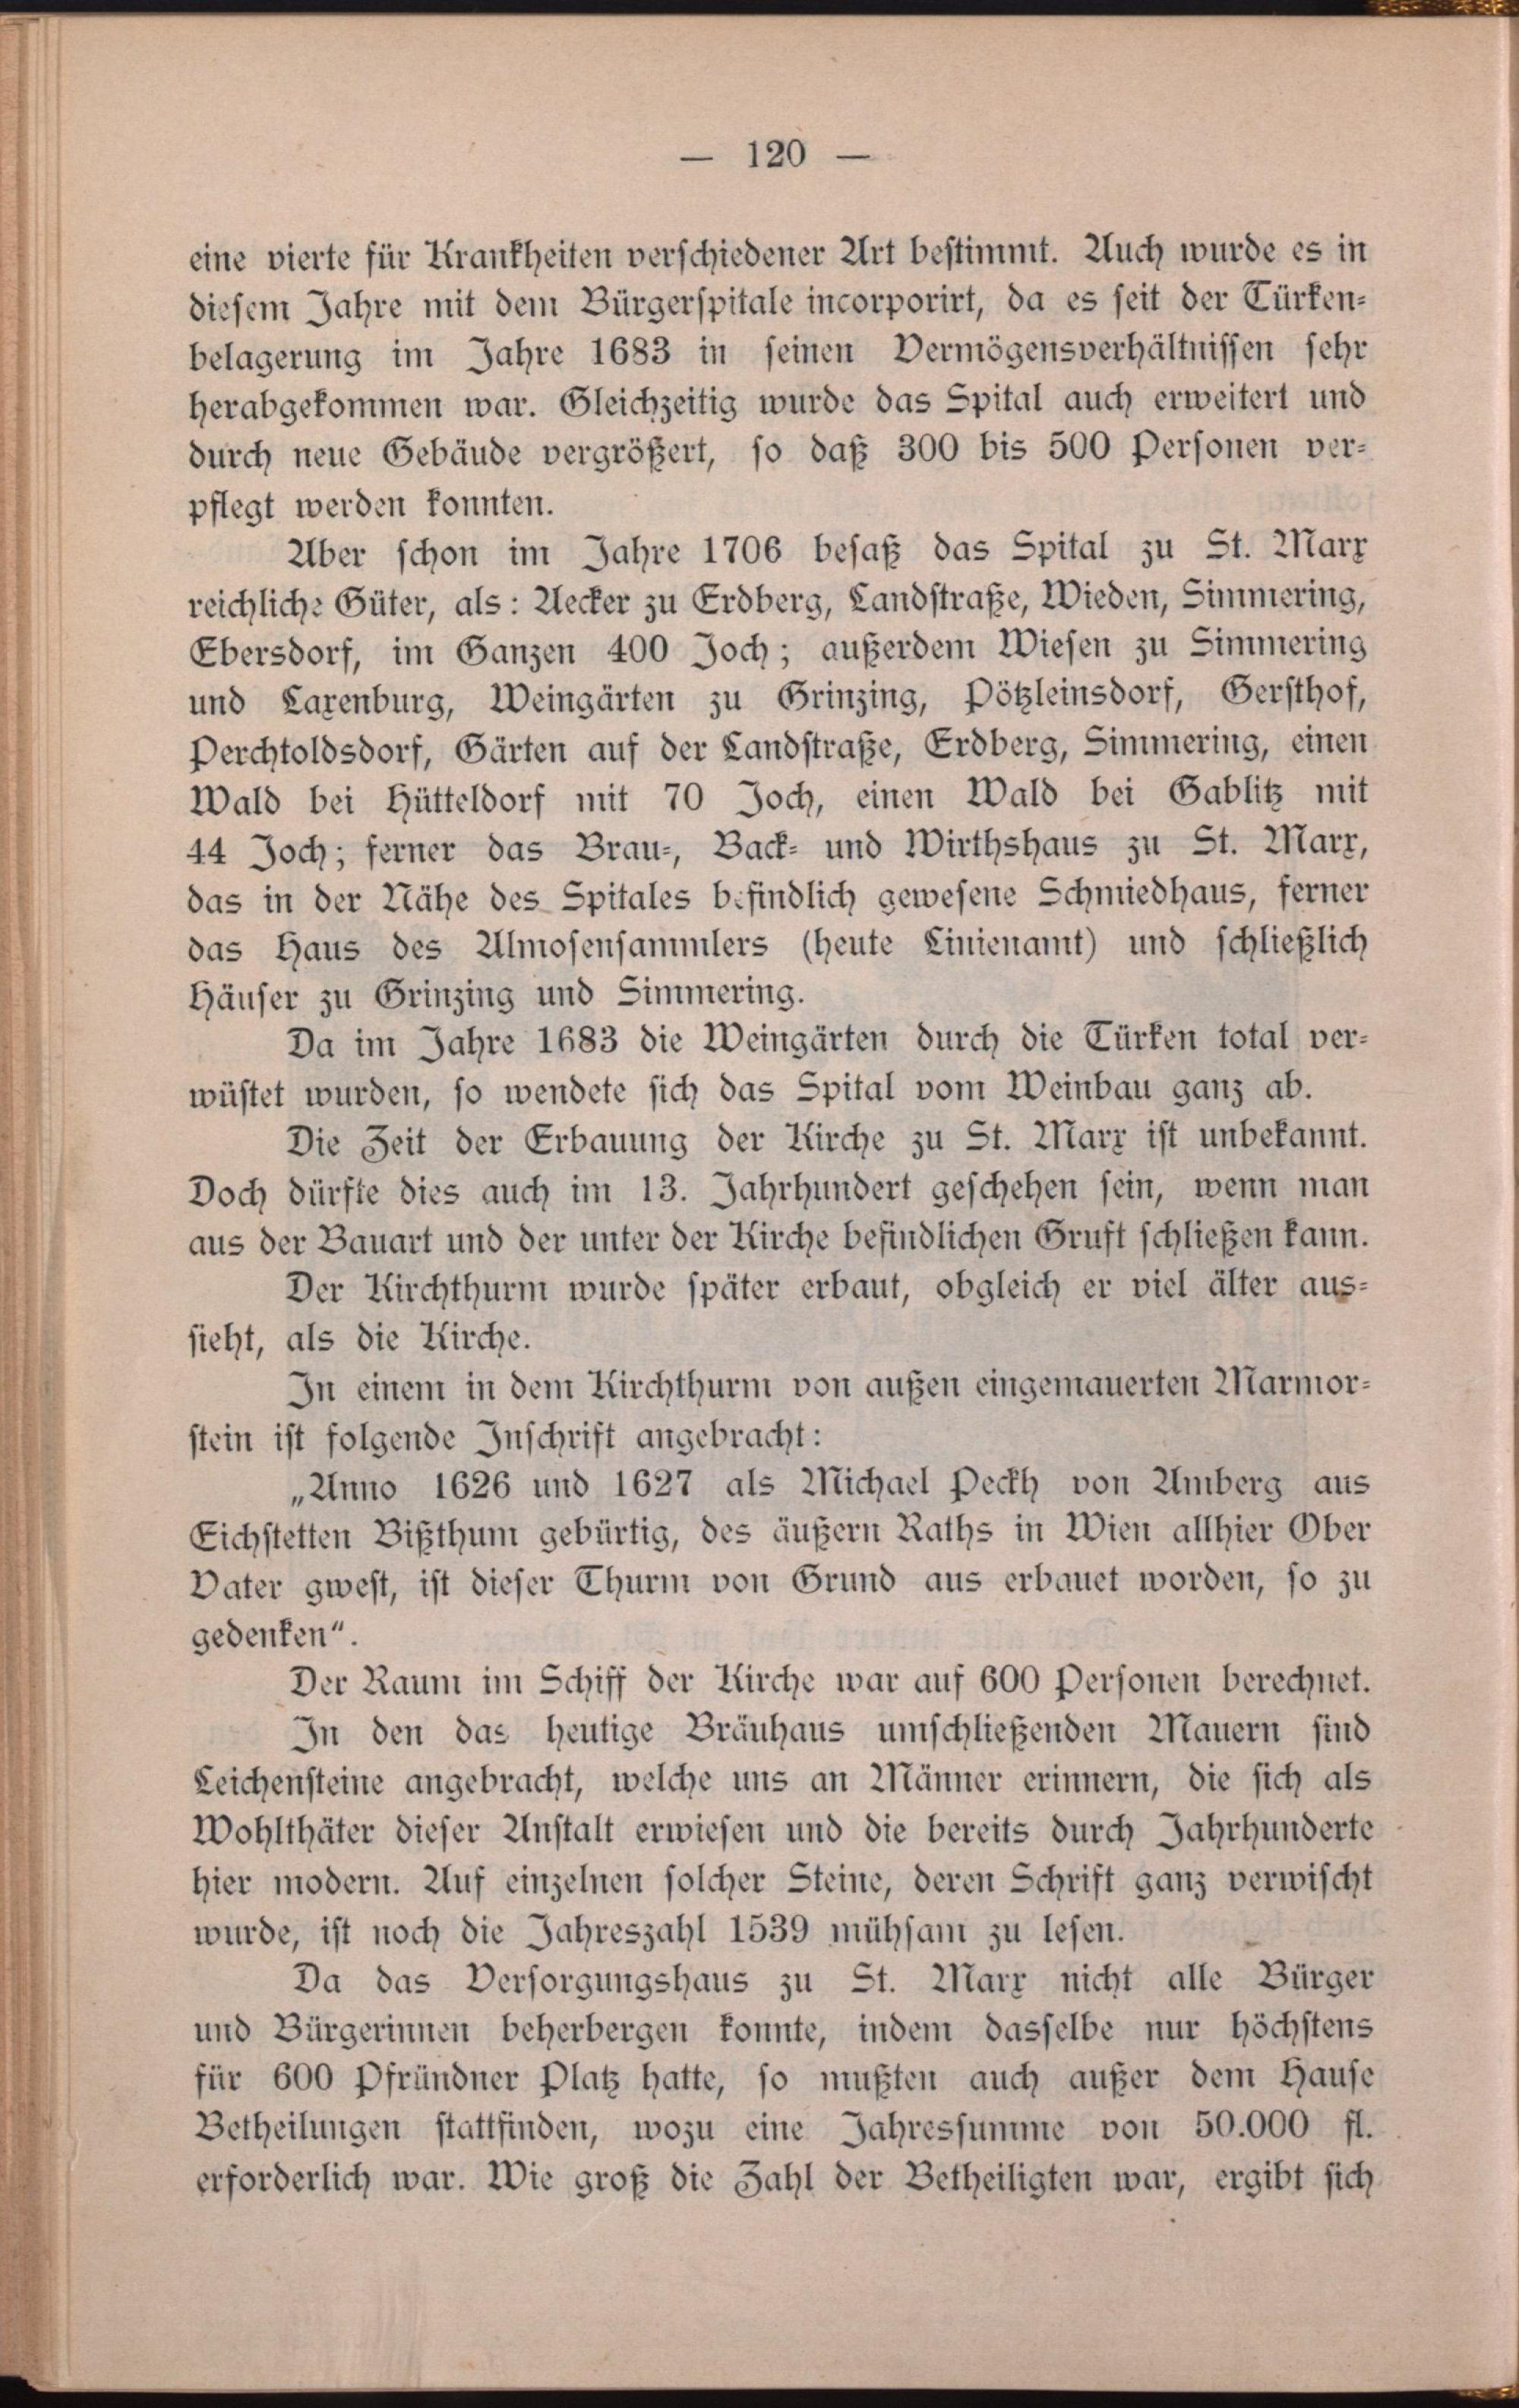 — 120 —
eine vierte für Krankheiten verschiedener Art bestimmt. Auch wurde es in
diesem Jahre mit dem Bürgerspitale incorporirt, da es seit der Türken-
belagerung im Jahre 1683 in seinen Vermögensverhältnissen sehr
herabgekommen war. Gleichzeitig wurde das Spital auch erweitert und
durch neue Gebäude vergrößert, so daß 300 bis 500 Personen ver-
pflegt werden konnten.
Aber schon im Jahre 1706 besaß das Spital zu St. Marx
reichliche Güter, als: Aecker zu Erdberg, Landstraße, Wieden, Simmering,
Ebersdorf, im Ganzen 400 Joch; außerdem Wiesen zu Simmering
und Laxenburg, Weingärten zu Grinzing, Pötzleinsdorf, Gersthof,
Perchtoldsdorf, Gärten auf der Landstraße, Erdberg, Simmering, einen
Wald bei Hütteldorf mit 70 Joch, einen Wald bei Gablitz mit
44 Joch; ferner das Brau-, Back- und Wirthshaus zu St. Marx,
das in der Nähe des Spitales befindlich gewesene Schmiedhaus, ferner
das Haus des Almosensammlers (heute Linienamt) und schließlich
Häuser zu Grinzing und Simmering.
Da im Jahre 1683 die Weingärten durch die Türken total ver-
wüstet wurden, so wendete sich das Spital vom Weinbau ganz ab.
Die Zeit der Erbauung der Kirche zu St. Marx ist unbekannt.
Doch dürfte dies auch im 13. Jahrhundert geschehen sein, wenn man
aus der Bauart und der unter der Kirche befindlichen Gruft schließen kann.
Der Kirchthurm wurde später erbaut, obgleich er viel älter aus-
sieht, als die Kirche.
In einem in dem Kirchthurm von außen eingemauerten Marmor-
stein ist folgende Inschrift angebracht:
„Anno 1626 und 1627 als Michael Peckh von Amberg aus
Eichstetten Bißthum gebürtig, des äußern Raths in Wien allhier Ober
Vater gwest, ist dieser Thurm von Grund aus erbauet worden, so zu
gedenken“.
Der Raum im Schiff der Kirche war auf 600 Personen berechnet.
In den das heutige Bräuhaus umschließenden Mauern sind
Leichensteine angebracht, welche uns an Männer erinnern, die sich als
Wohlthäter dieser Anstalt erwiesen und die bereits durch Jahrhunderte
hier modern. Auf einzelnen solcher Steine, deren Schrift ganz verwischt
wurde, ist noch die Jahreszahl 1539 mühsam zu lesen.
Da das Versorgungshaus zu St. Marx nicht alle Bürger
und Bürgerinnen beherbergen konnte, indem dasselbe nur höchstens
für 600 Pfründner Platz hatte, so mußten auch außer dem Hause
Betheilungen stattfinden, wozu eine Jahressumme von 50.000 fl.
erforderlich war. Wie groß die Zahl der Betheiligten war, ergibt sich